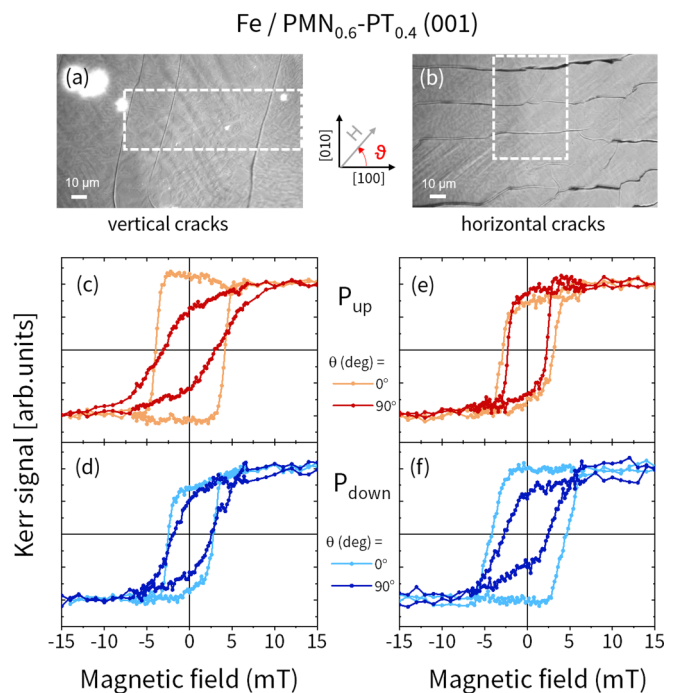 Fe / PMN₀.₆-PT₀.₄ (001)
(a)
10 µm
vertical cracks
[010]
H
ϑ
[100]
(b)
10 µm
horizontal cracks
Kerr signal [arb.units]
(c)
P_up
θ (deg) =
0°
90°
(e)
(d)
P_down
θ (deg) =
0°
90°
(f)
-15 -10 -5 0 5 10 15
-15 -10 -5 0 5 10 15
Magnetic field (mT)
Magnetic field (mT)